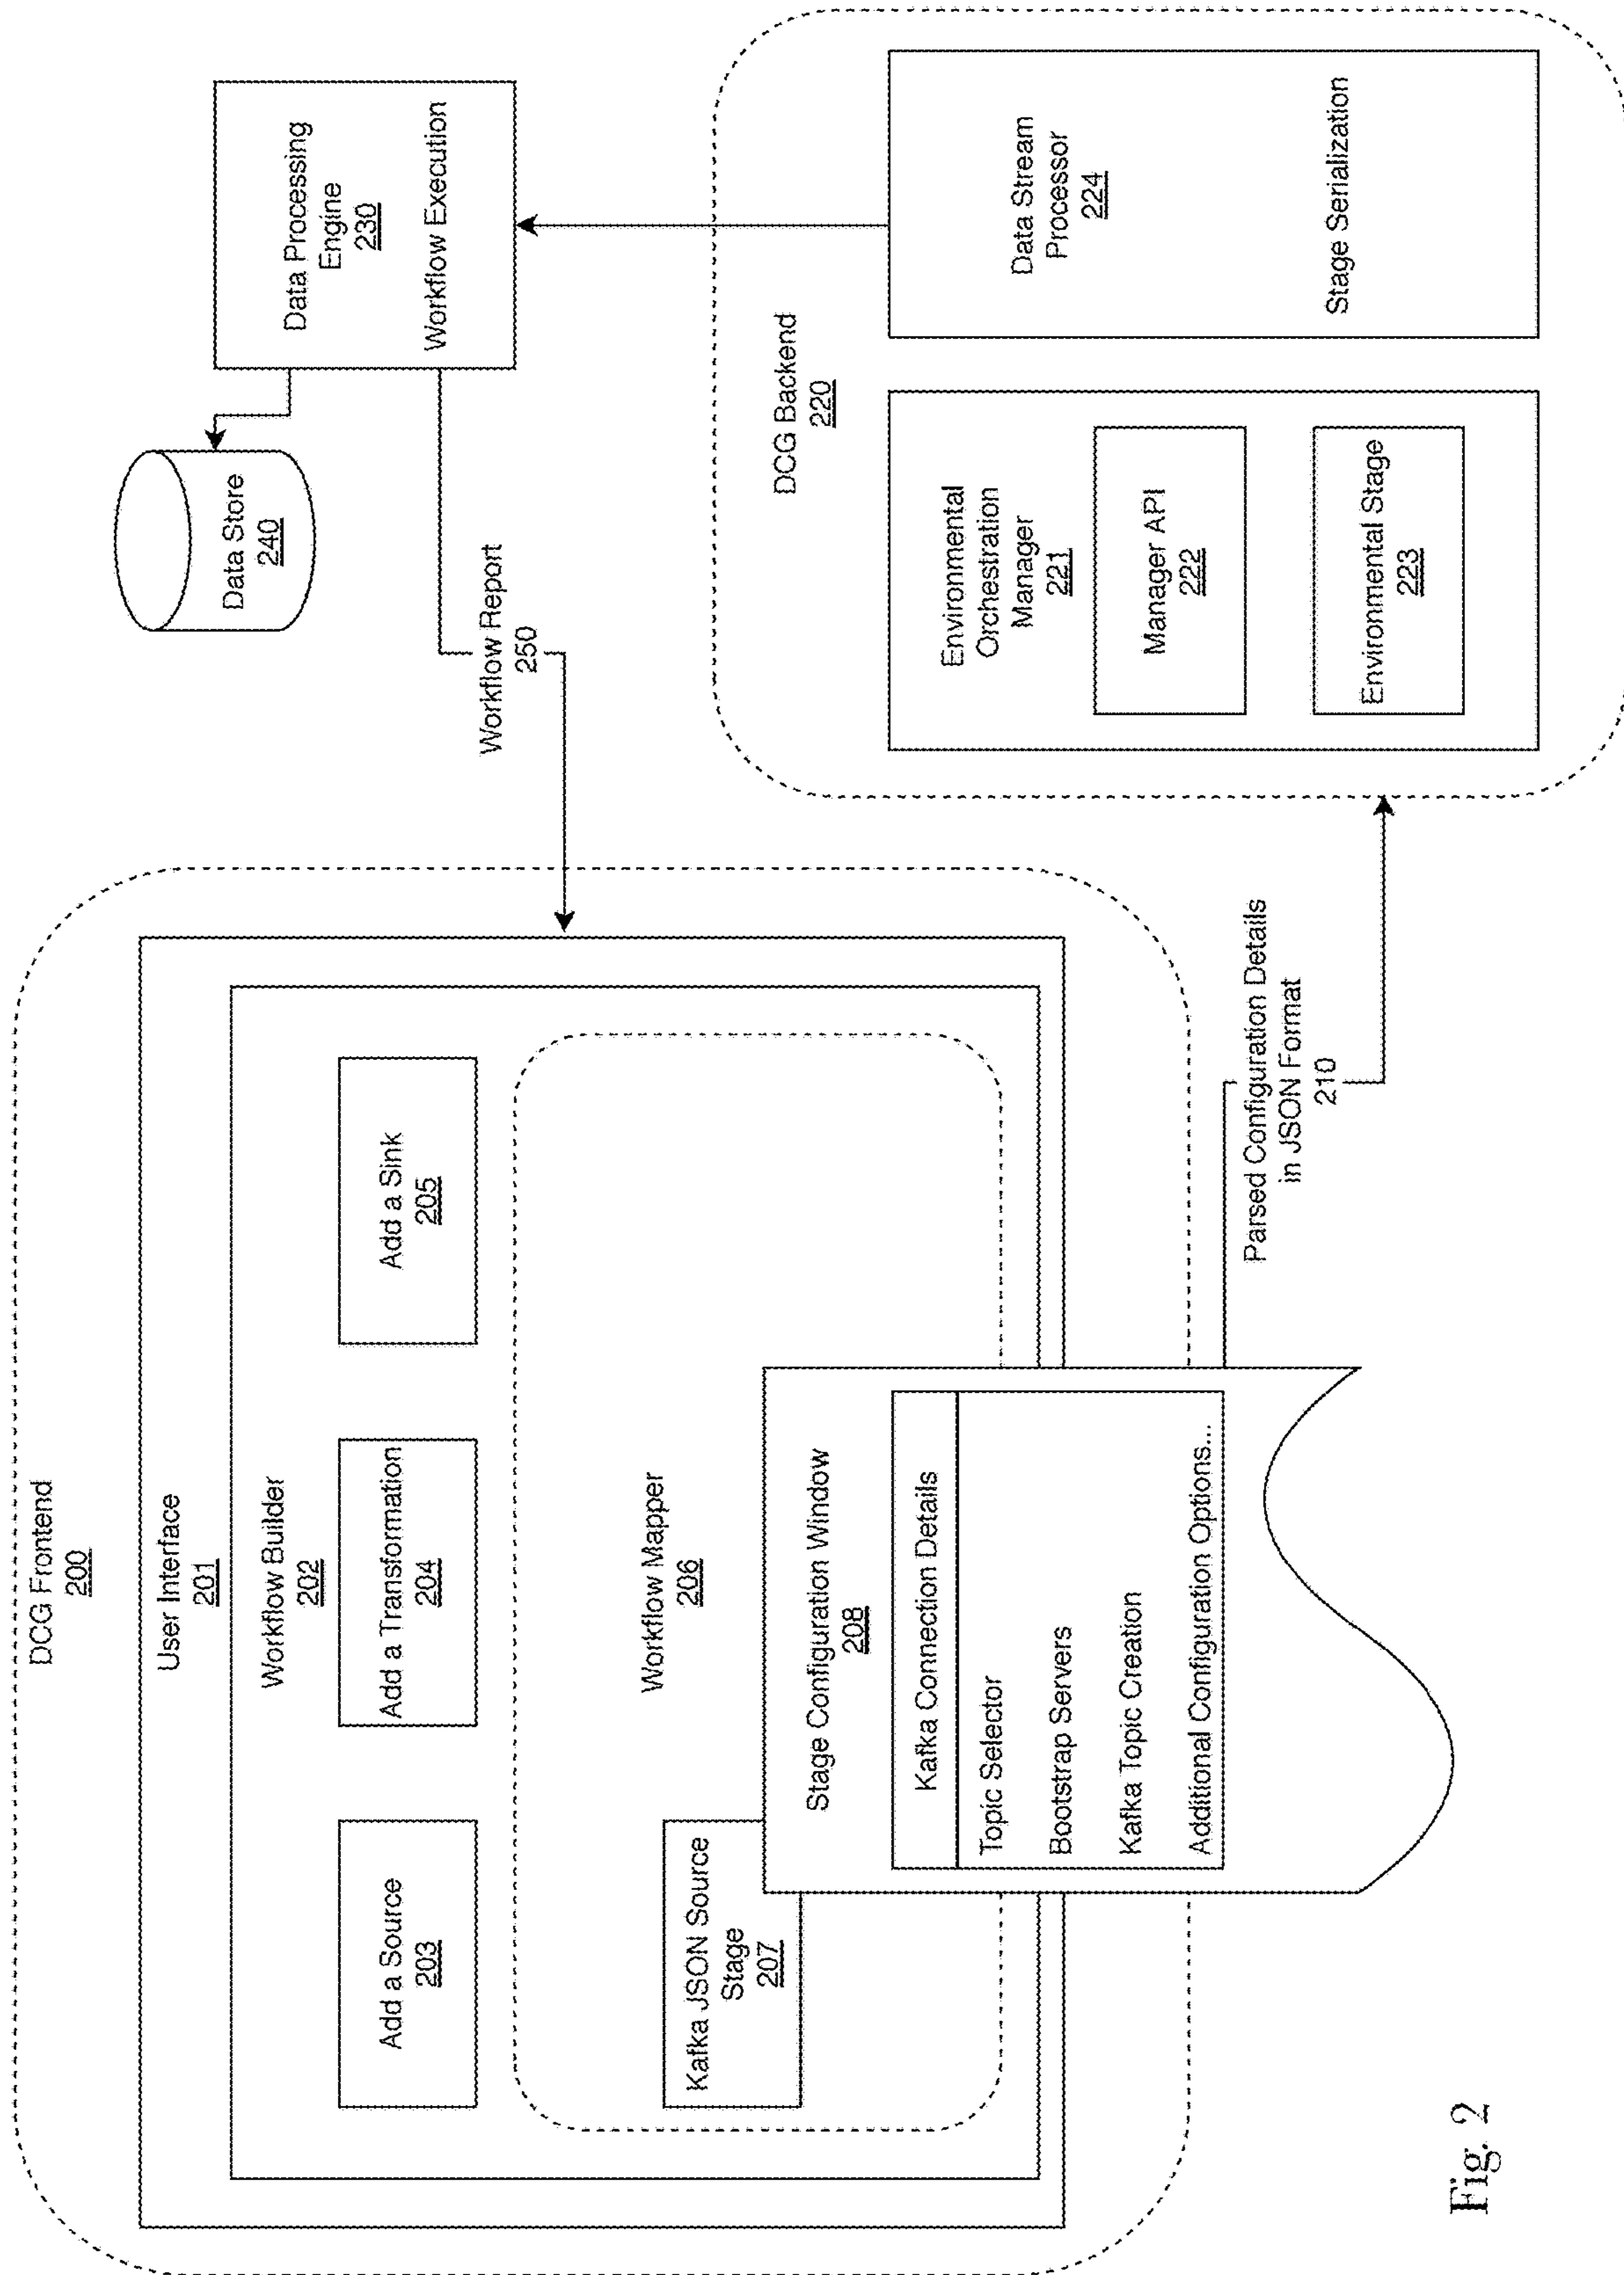 DCG Frontend
200
User Interface
201
Workflow Builder
202
Add a Source
203
Add a Transformation
204
Add a Sink
205
Workflow Mapper
206
Kafka JSON Source
Stage
207
Stage Configuration Window
208
Kafka Connection Details
Topic Selector
Bootstrap Servers
Kafka Topic Creation
Additional Configuration Options...
Parsed Configuration Details
in JSON Format
210
Workflow Report
250
Data Store
240
Data Processing
Engine
230
Workflow Execution
DCG Backend
220
Environmental
Orchestration
Manager
221
Manager API
222
Environmental Stage
223
Data Stream
Processor
224
Stage Serialization
Fig. 2